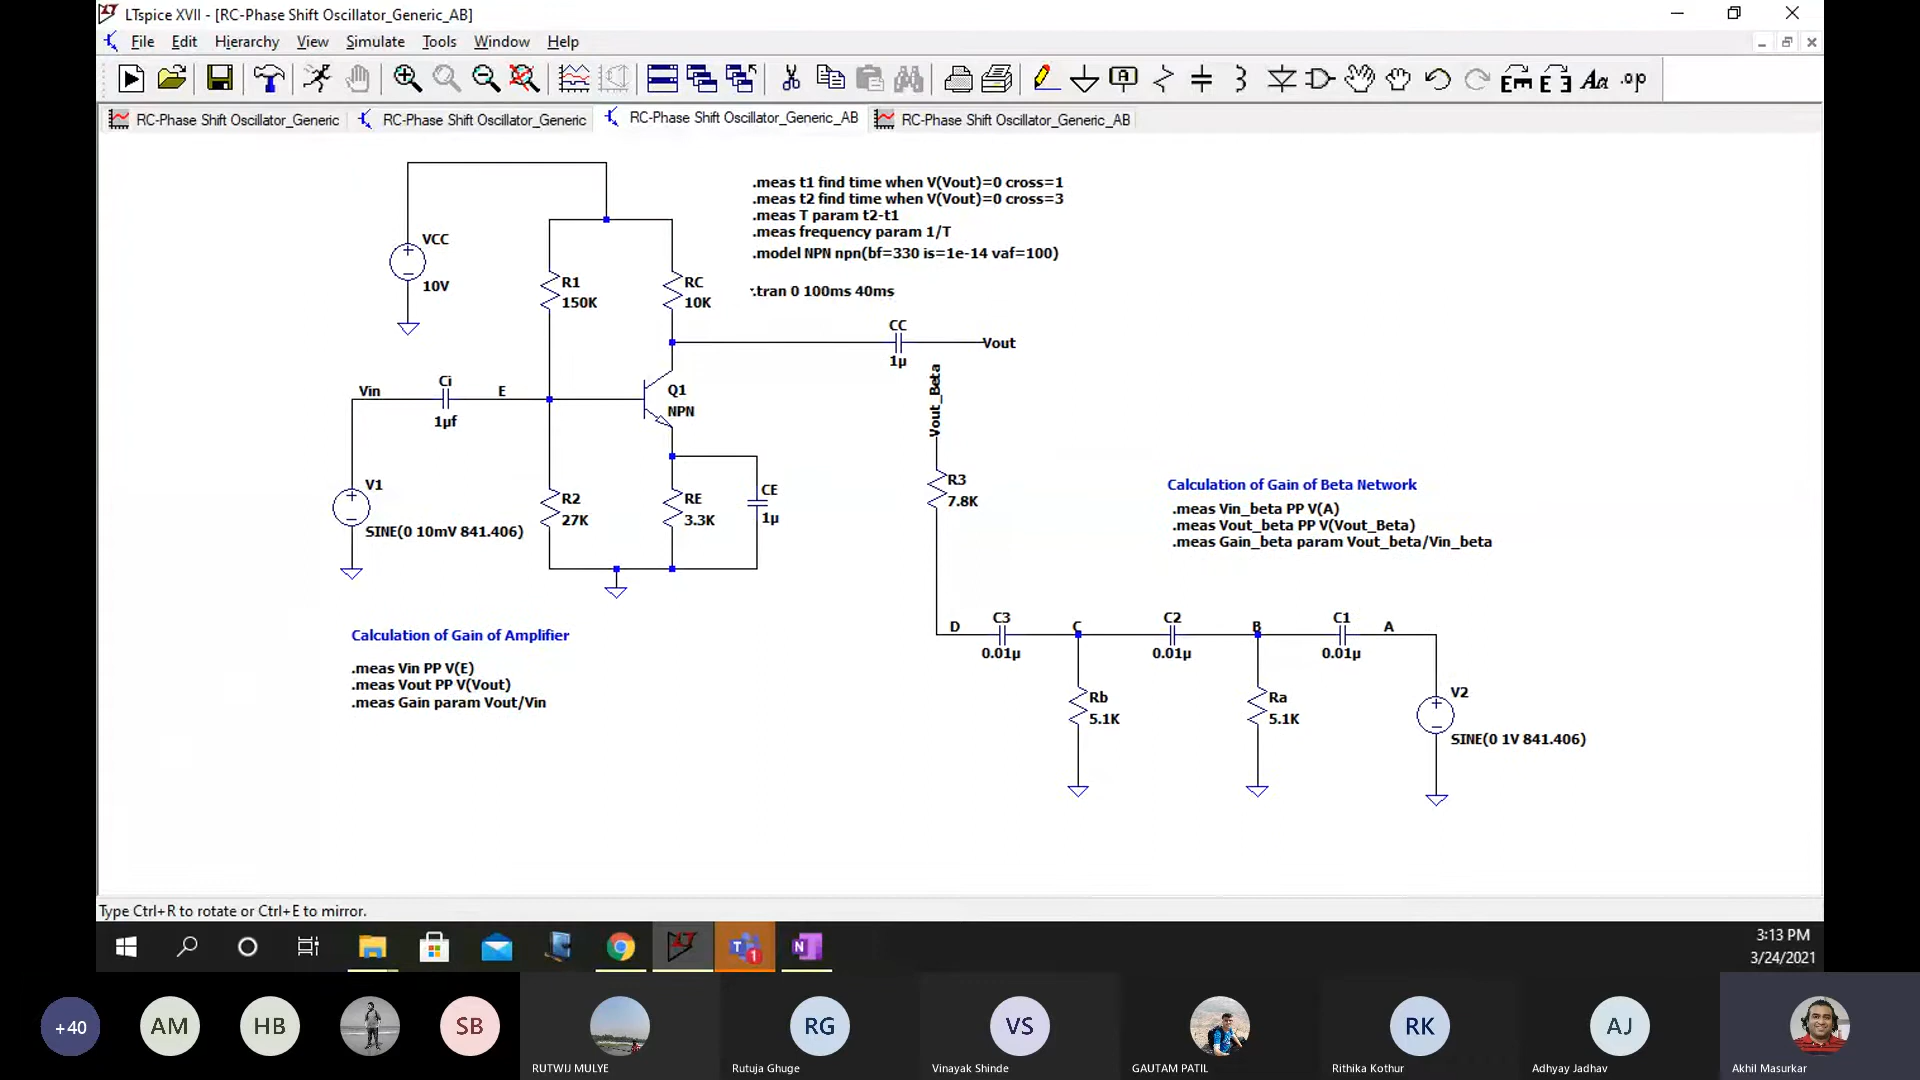 LTspice XVII - [RC-Phase Shift Oscillator_Generic_AB]
File Edit Hierarchy View Simulate Tools Window Help
RC-Phase Shift Oscillator_Generic
RC-Phase Shift Oscillator_Generic
RC-Phase Shift Oscillator_Generic_AB
RC-Phase Shift Oscillator_Generic_AB
.meas t1 find time when V(Vout)=0 cross=1
.meas t2 find time when V(Vout)=0 cross=3
.meas T param t2-t1
.meas frequency param 1/T
.model NPN npn(bf=330 is=1e-14 vaf=100)
.tran 0 100ms 40ms
VCC
10V
R1
150K
RC
10K
CC
1µ
Vout
Vout_Beta
Vin
Ci
1µf
E
Q1
NPN
V1
SINE(0 10mV 841.406)
R2
27K
RE
3.3K
CE
1µ
R3
7.8K
Calculation of Gain of Beta Network
.meas Vin_beta PP V(A)
.meas Vout_beta PP V(Vout_Beta)
.meas Gain_beta param Vout_beta/Vin_beta
Calculation of Gain of Amplifier
.meas Vin PP V(E)
.meas Vout PP V(Vout)
.meas Gain param Vout/Vin
D
C3
0.01µ
C
C2
0.01µ
B
C1
0.01µ
A
Rb
5.1K
Ra
5.1K
V2
SINE(0 1V 841.406)
Type Ctrl+R to rotate or Ctrl+E to mirror.
3:13 PM
3/24/2021
+40
AM
HB
SB
RG
VS
RK
AJ
RUTWIJ MULYE
Rutuja Ghuge
Vinayak Shinde
GAUTAM PATIL
Rithika Kothur
Adhyay Jadhav
Akhil Masurkar